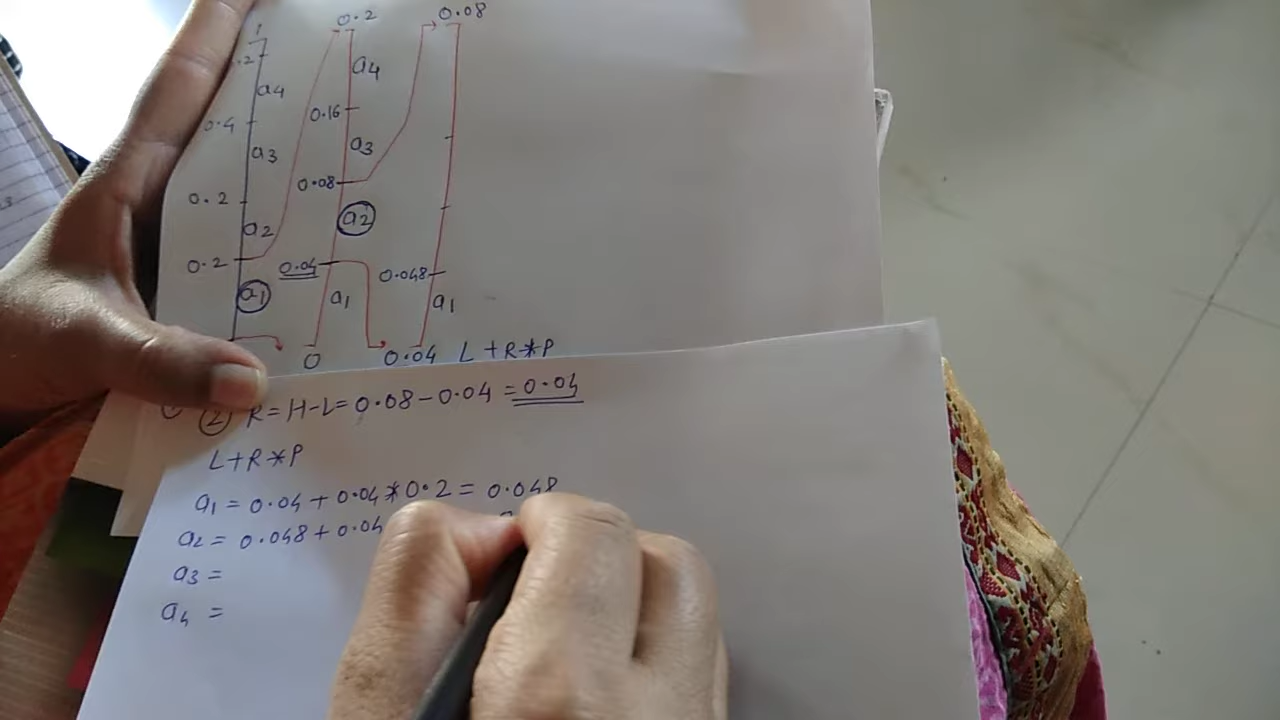 1 0.2 0.08
.2 a4
a4 0.16
0.4 a3
a3 0.08
0.2 a2
a2 0.04 0.048
0.2 a1 a1
a1 0 0.04 L+R*P
② R=H-L=0.08-0.04=0.04
L+R*P
a1=0.04+0.04*0.2=0.048
a2=0.048+0.04
a3=
a4=